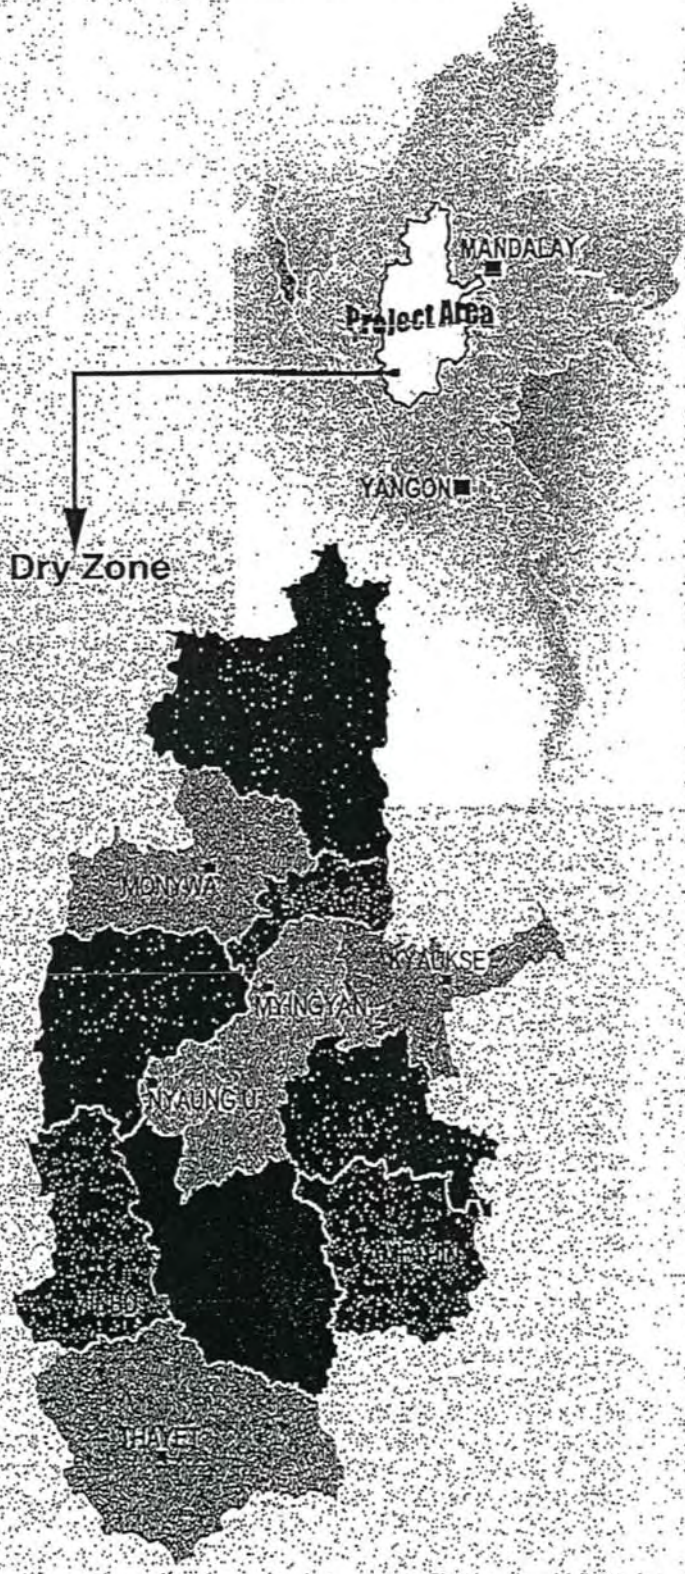 MANDALAY
Project Area
YANGON
Dry Zone
MONYWA
KYAUKSE
MYINGYAN
NYAUNG U
THAYET